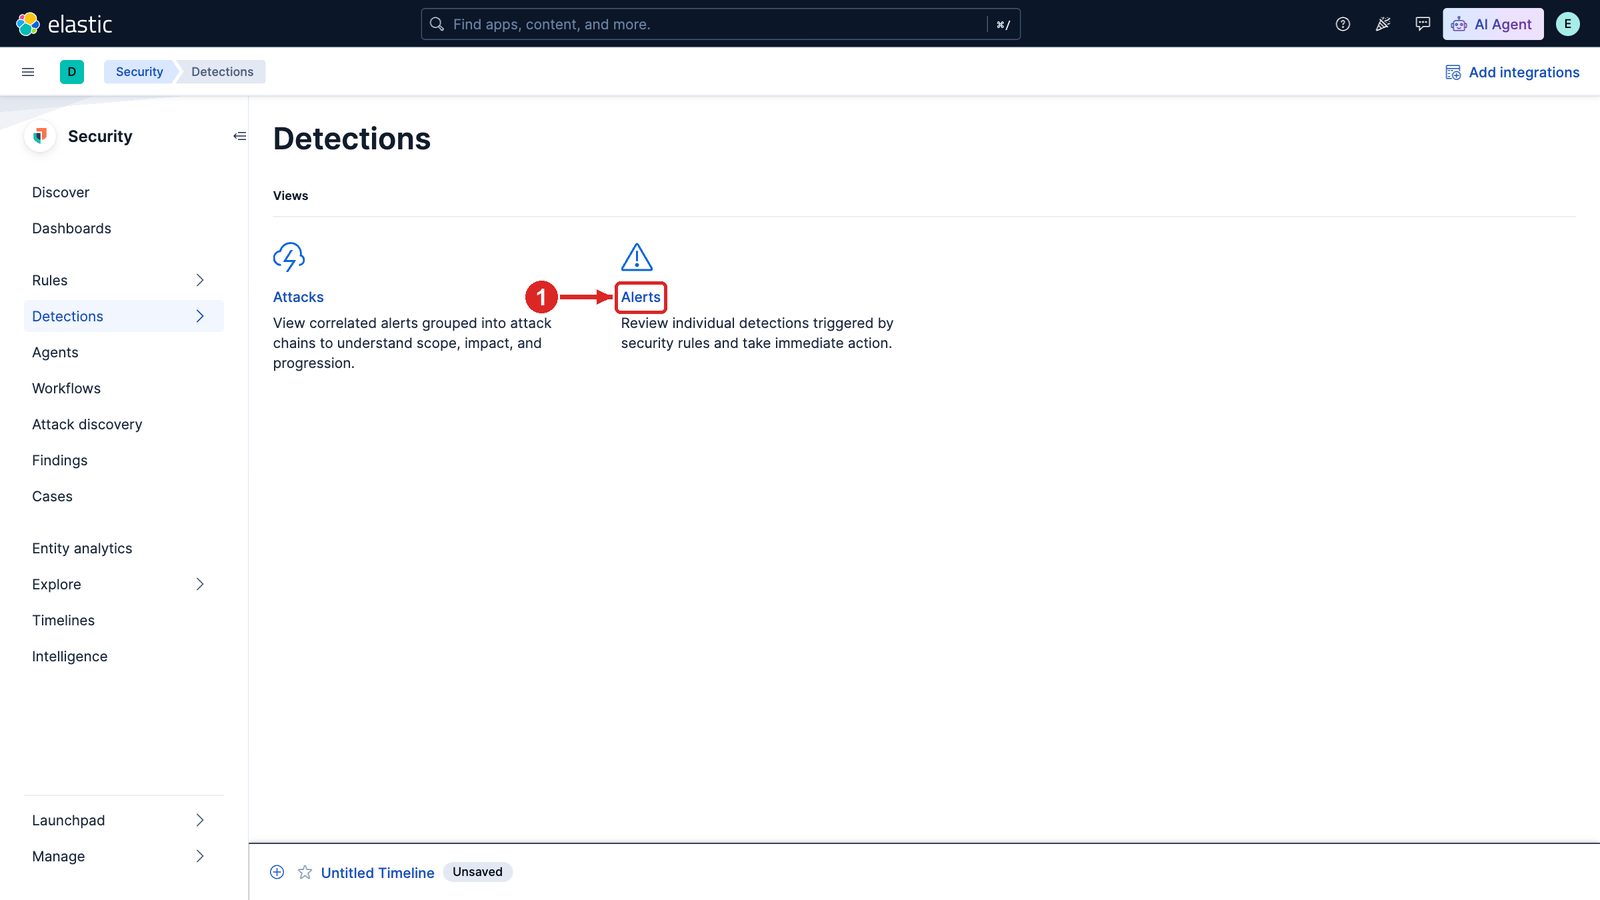 elastic
Find apps, content, and more.
⌘/
AI Agent
E
D
Security
Detections
Add integrations
Security
Detections
Discover
Dashboards
Rules
Detections
Agents
Workflows
Attack discovery
Findings
Cases
Entity analytics
Explore
Timelines
Intelligence
Launchpad
Manage
Views
Attacks
View correlated alerts grouped into attack
chains to understand scope, impact, and
progression.
1
Alerts
Review individual detections triggered by
security rules and take immediate action.
Untitled Timeline
Unsaved